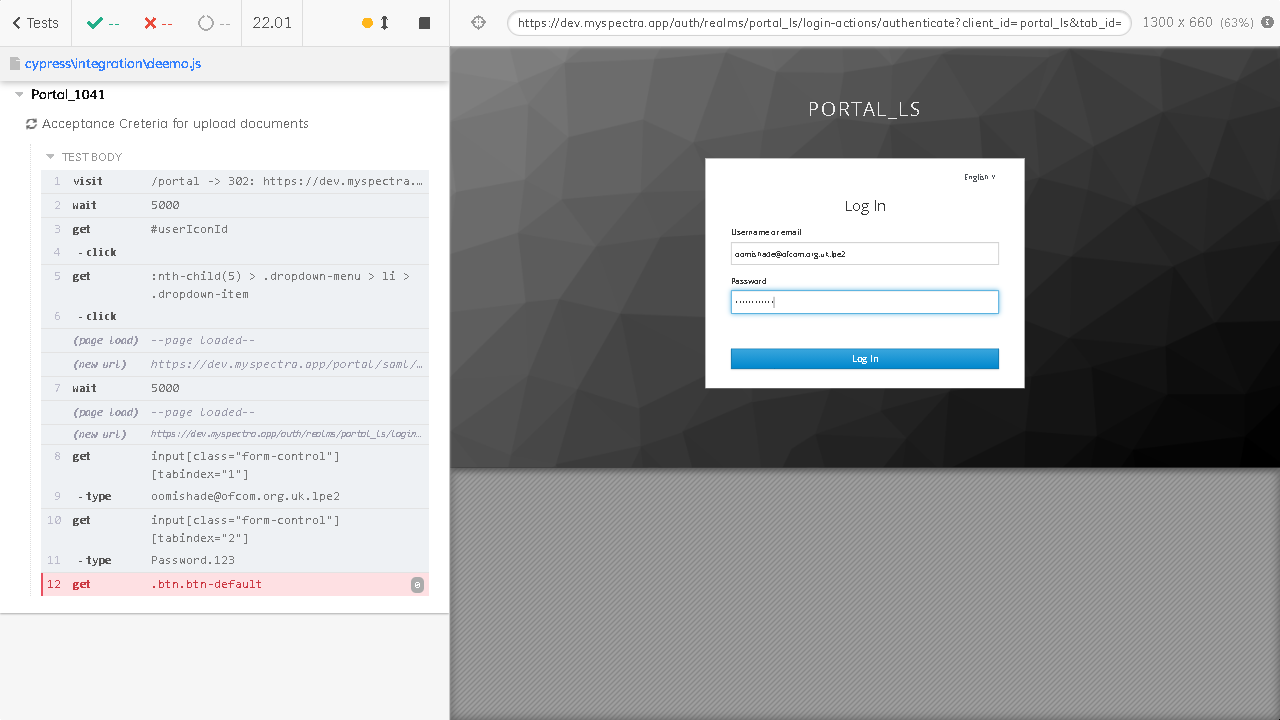 Tests
--
--
--
22.01
https://dev.myspectra.app/auth/realms/portal_ls/login-actions/authenticate?client_id=portal_ls&tab_id=
1300 x 660 (63%)
cypress\integration\deemo.js
Portal_1041
Acceptance Creteria for upload documents
TEST BODY
1 visit /portal -> 302: https://dev.myspectra.…
2 wait 5000
3 get #userIconId
4 - click
5 get :nth-child(5) > .dropdown-menu > li >
.dropdown-item
6 - click
(page load) --page loaded--
(new url) https://dev.myspectra.app/portal/saml/…
7 wait 5000
(page load) --page loaded--
(new url) https://dev.myspectra.app/auth/realms/portal_ls/login…
8 get input[class="form-control"]
[tabindex="1"]
9 - type oomishade@ofcom.org.uk.lpe2
10 get input[class="form-control"]
[tabindex="2"]
11 - type Password.123
12 get .btn.btn-default 0
PORTAL_LS
English
Log In
Username or email
oomishade@ofcom.org.uk.lpe2
Password
Log In